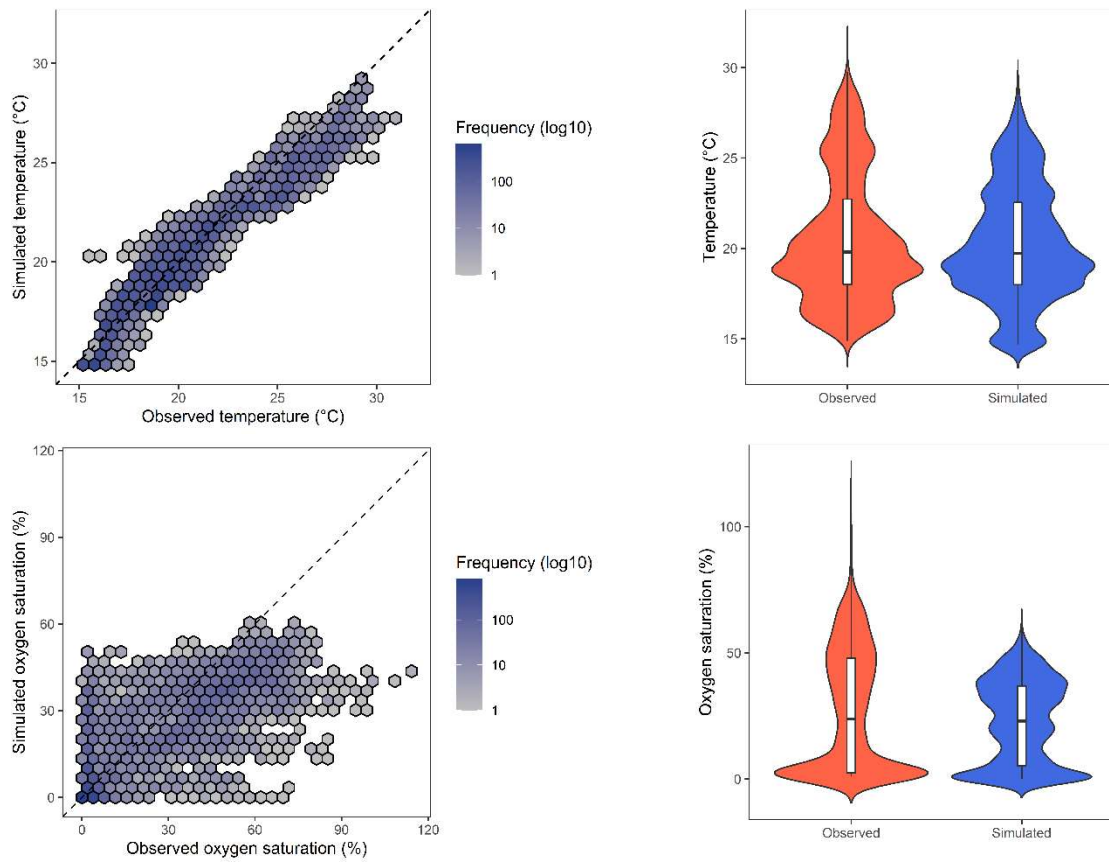 30
25
20
15
Simulated temperature (°C)
15 20 25 30
Observed temperature (°C)
Frequency (log10)
100
10
1
30
25
20
15
Temperature (°C)
Observed Simulated
120
90
60
30
0
Simulated oxygen saturation (%)
0 30 60 90 120
Observed oxygen saturation (%)
Frequency (log10)
100
10
1
100
50
0
Oxygen saturation (%)
Observed Simulated